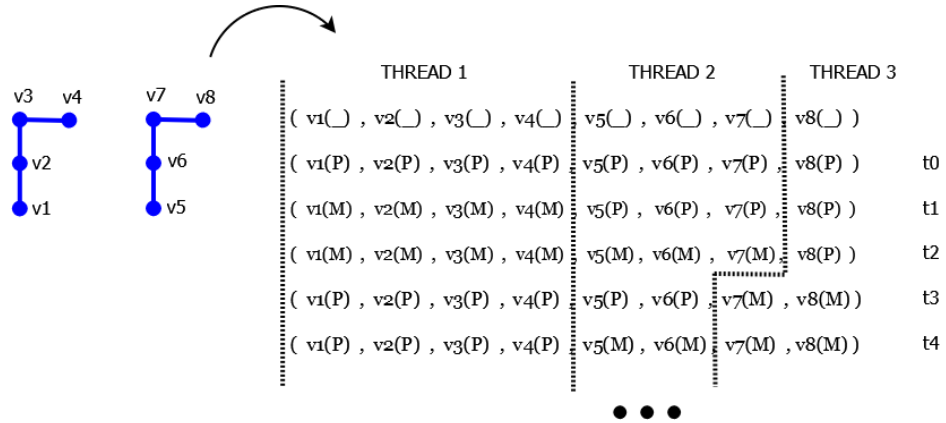 THREAD 1 THREAD 2 THREAD 3
v3 v4 v7 v8
v2 v6
v1 v5
( v1(_) , v2(_) , v3(_) , v4(_) , v5(_) , v6(_) , v7(_) , v8(_) )
( v1(P) , v2(P) , v3(P) , v4(P) , v5(P) , v6(P) , v7(P) , v8(P) ) t0
( v1(M) , v2(M) , v3(M) , v4(M) , v5(P) , v6(P) , v7(P) , v8(P) ) t1
( v1(M) , v2(M) , v3(M) , v4(M) , v5(M) , v6(M) , v7(M) , v8(P) ) t2
( v1(P) , v2(P) , v3(P) , v4(P) , v5(P) , v6(P) , v7(M) , v8(M) ) t3
( v1(P) , v2(P) , v3(P) , v4(P) , v5(M) , v6(M) , v7(M) , v8(M) ) t4